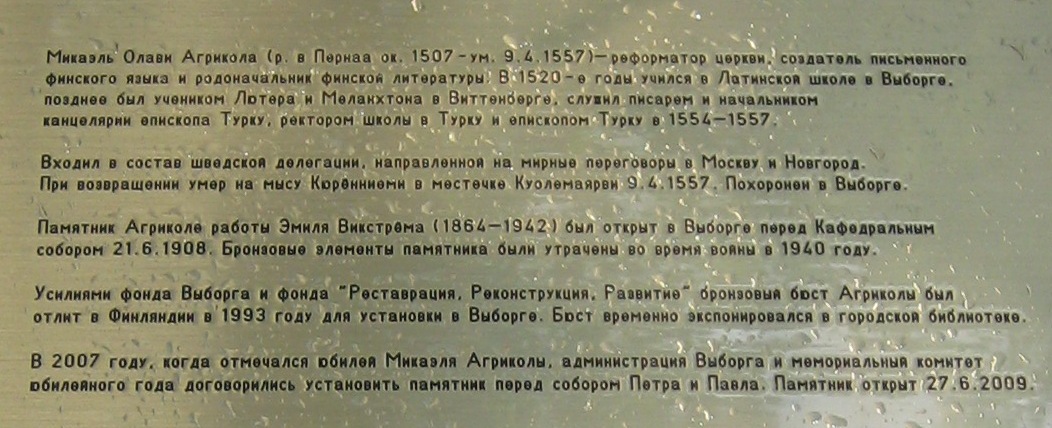 Микаэль Олави Агрикола (р. в Пернаа ок. 1507-ум. 9.4.1557)—реформатор церкви, создатель письменного
финского языка и родоначальник финской литературы. В 1520-е годы учился в Латинской школе в Выборге,
позднее был учеником Лютера и Меланхтона в Виттенберге, служил писарем и начальником
канцелярии епископа Турку, ректором школы в Турку и епископом Турку в 1554—1557.
Входил в состав шведской делегации, направленной на мирные переговоры в Москву и Новгород.
При возвращении умер на мысу Кюрённиеми в местечке Куолемаярви 9.4.1557. Похоронен в Выборге.
Памятник Агриколе работы Эмиля Викстрёма (1864—1942) был открыт в Выборге перед Кафедральным
собором 21.6.1908. Бронзовые элементы памятника были утрачены во время войны в 1940 году.
Усилиями фонда Выборга и фонда "Реставрация, Реконструкция, Развитие" бронзовый бюст Агриколы был
отлит в Финляндии в 1993 году для установки в Выборге. Бюст временно экспонировался в городской библиотеке.
В 2007 году, когда отмечался юбилей Микаэля Агриколы, администрация Выборга и мемориальный комитет
юбилейного года договорились установить памятник перед собором Петра и Павла. Памятник открыт 27.6.2009.